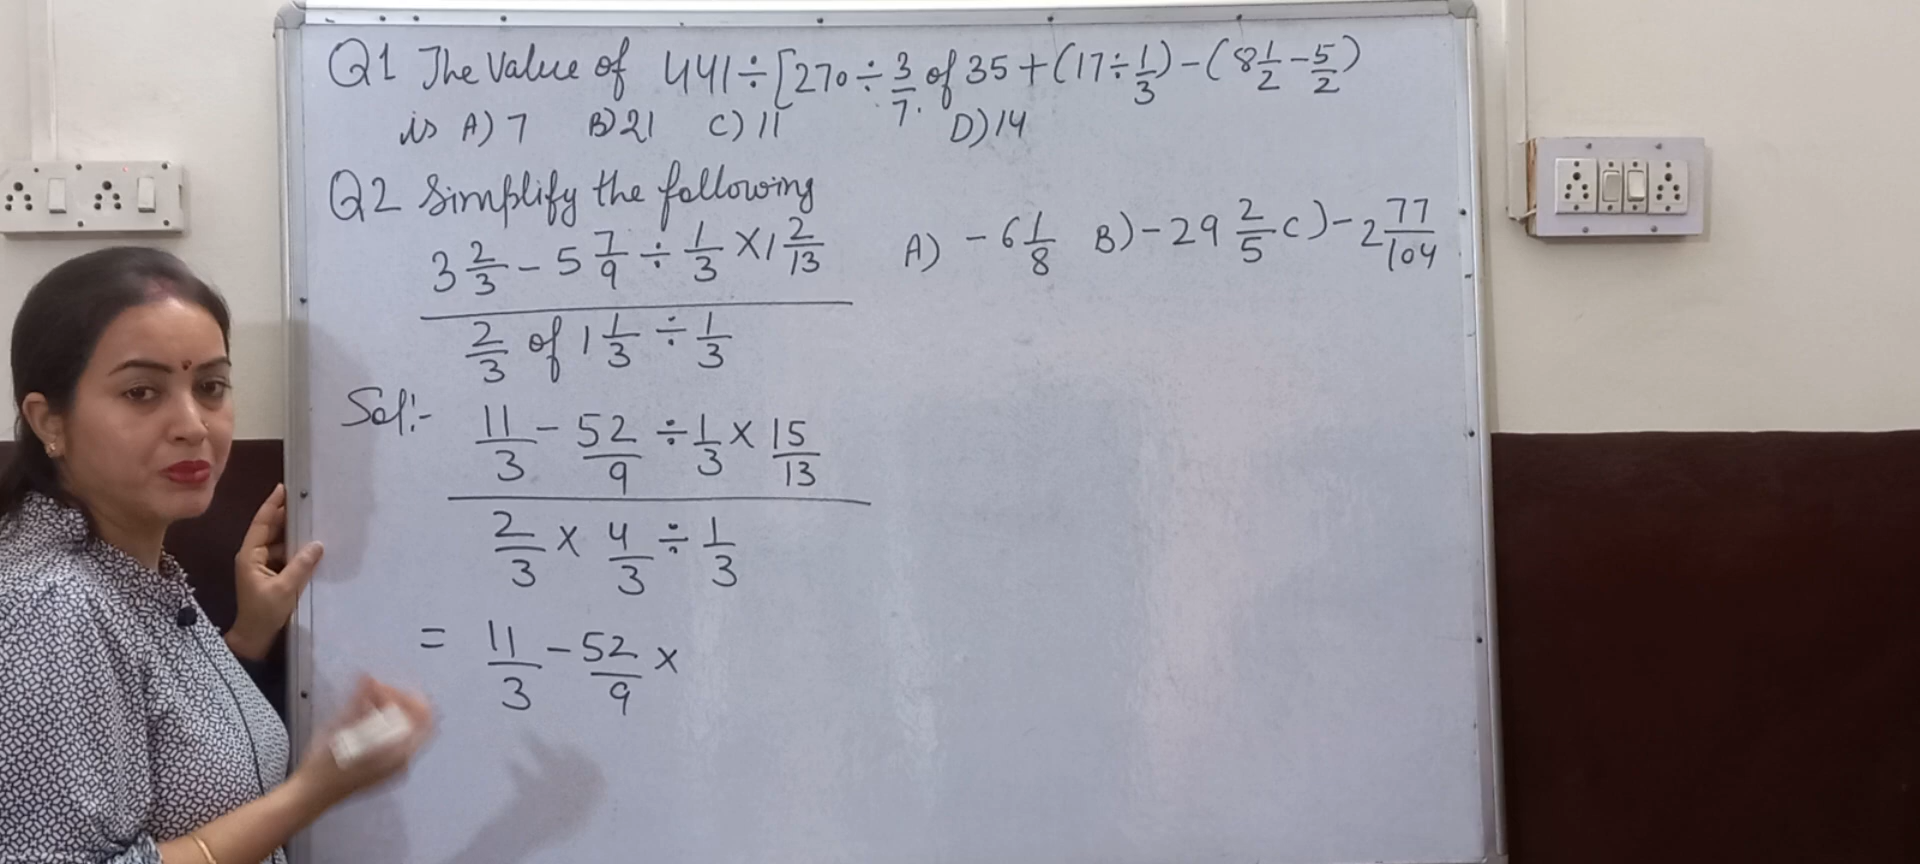 Q1 The Value of 441 ÷ [270 ÷ 3/7 of 35 + (17 ÷ 1/3) - (8 1/2 - 5/2)
is A) 7 B) 21 C) 11 D) 14
Q2 Simplify the following
3 2/3 - 5 7/9 ÷ 1/3 × 1 2/13 A) -6 1/8 B) -29 2/5 C) -2 77/104
2/3 of 1 1/3 ÷ 1/3
Sol:-
11/3 - 52/9 ÷ 1/3 × 15/13
2/3 × 4/3 ÷ 1/3
= 11/3 - 52/9 ×